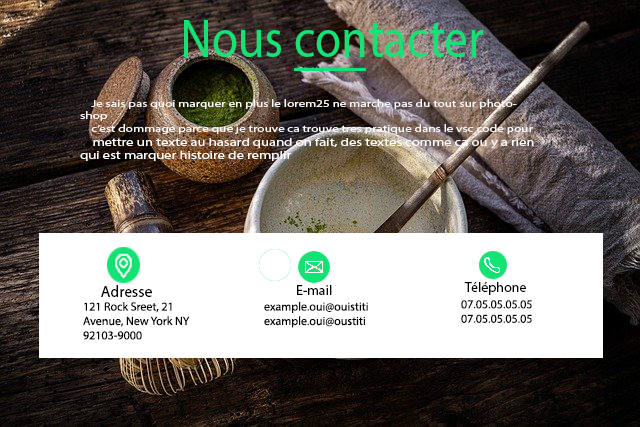 Nous contacter
Je sais pas quoi marquer en plus le lorem25 ne marche pas du tout sur photo-
shop
c'est dommage parce que je trouve ca trouve tres pratique dans le vsc code pour
mettre un texte au hasard quand on fait, des textes comme ca ou y a rien
qui est marquer histoire de remplir
Adresse
121 Rock Sreet, 21
Avenue, New York NY
92103-9000
E-mail
example.oui@ouistiti
example.oui@oustiti
Téléphone
07.05.05.05.05
07.05.05.05.05